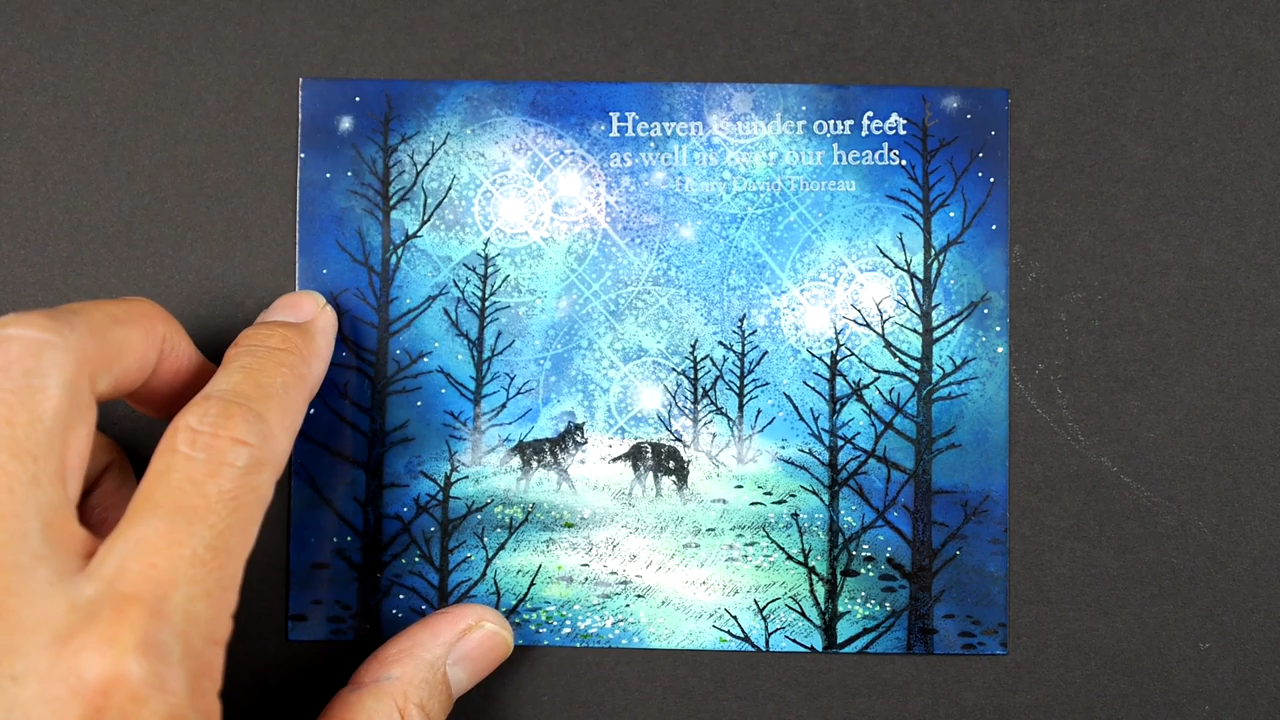 Heaven is under our feet
as well as over our heads.
- Henry David Thoreau